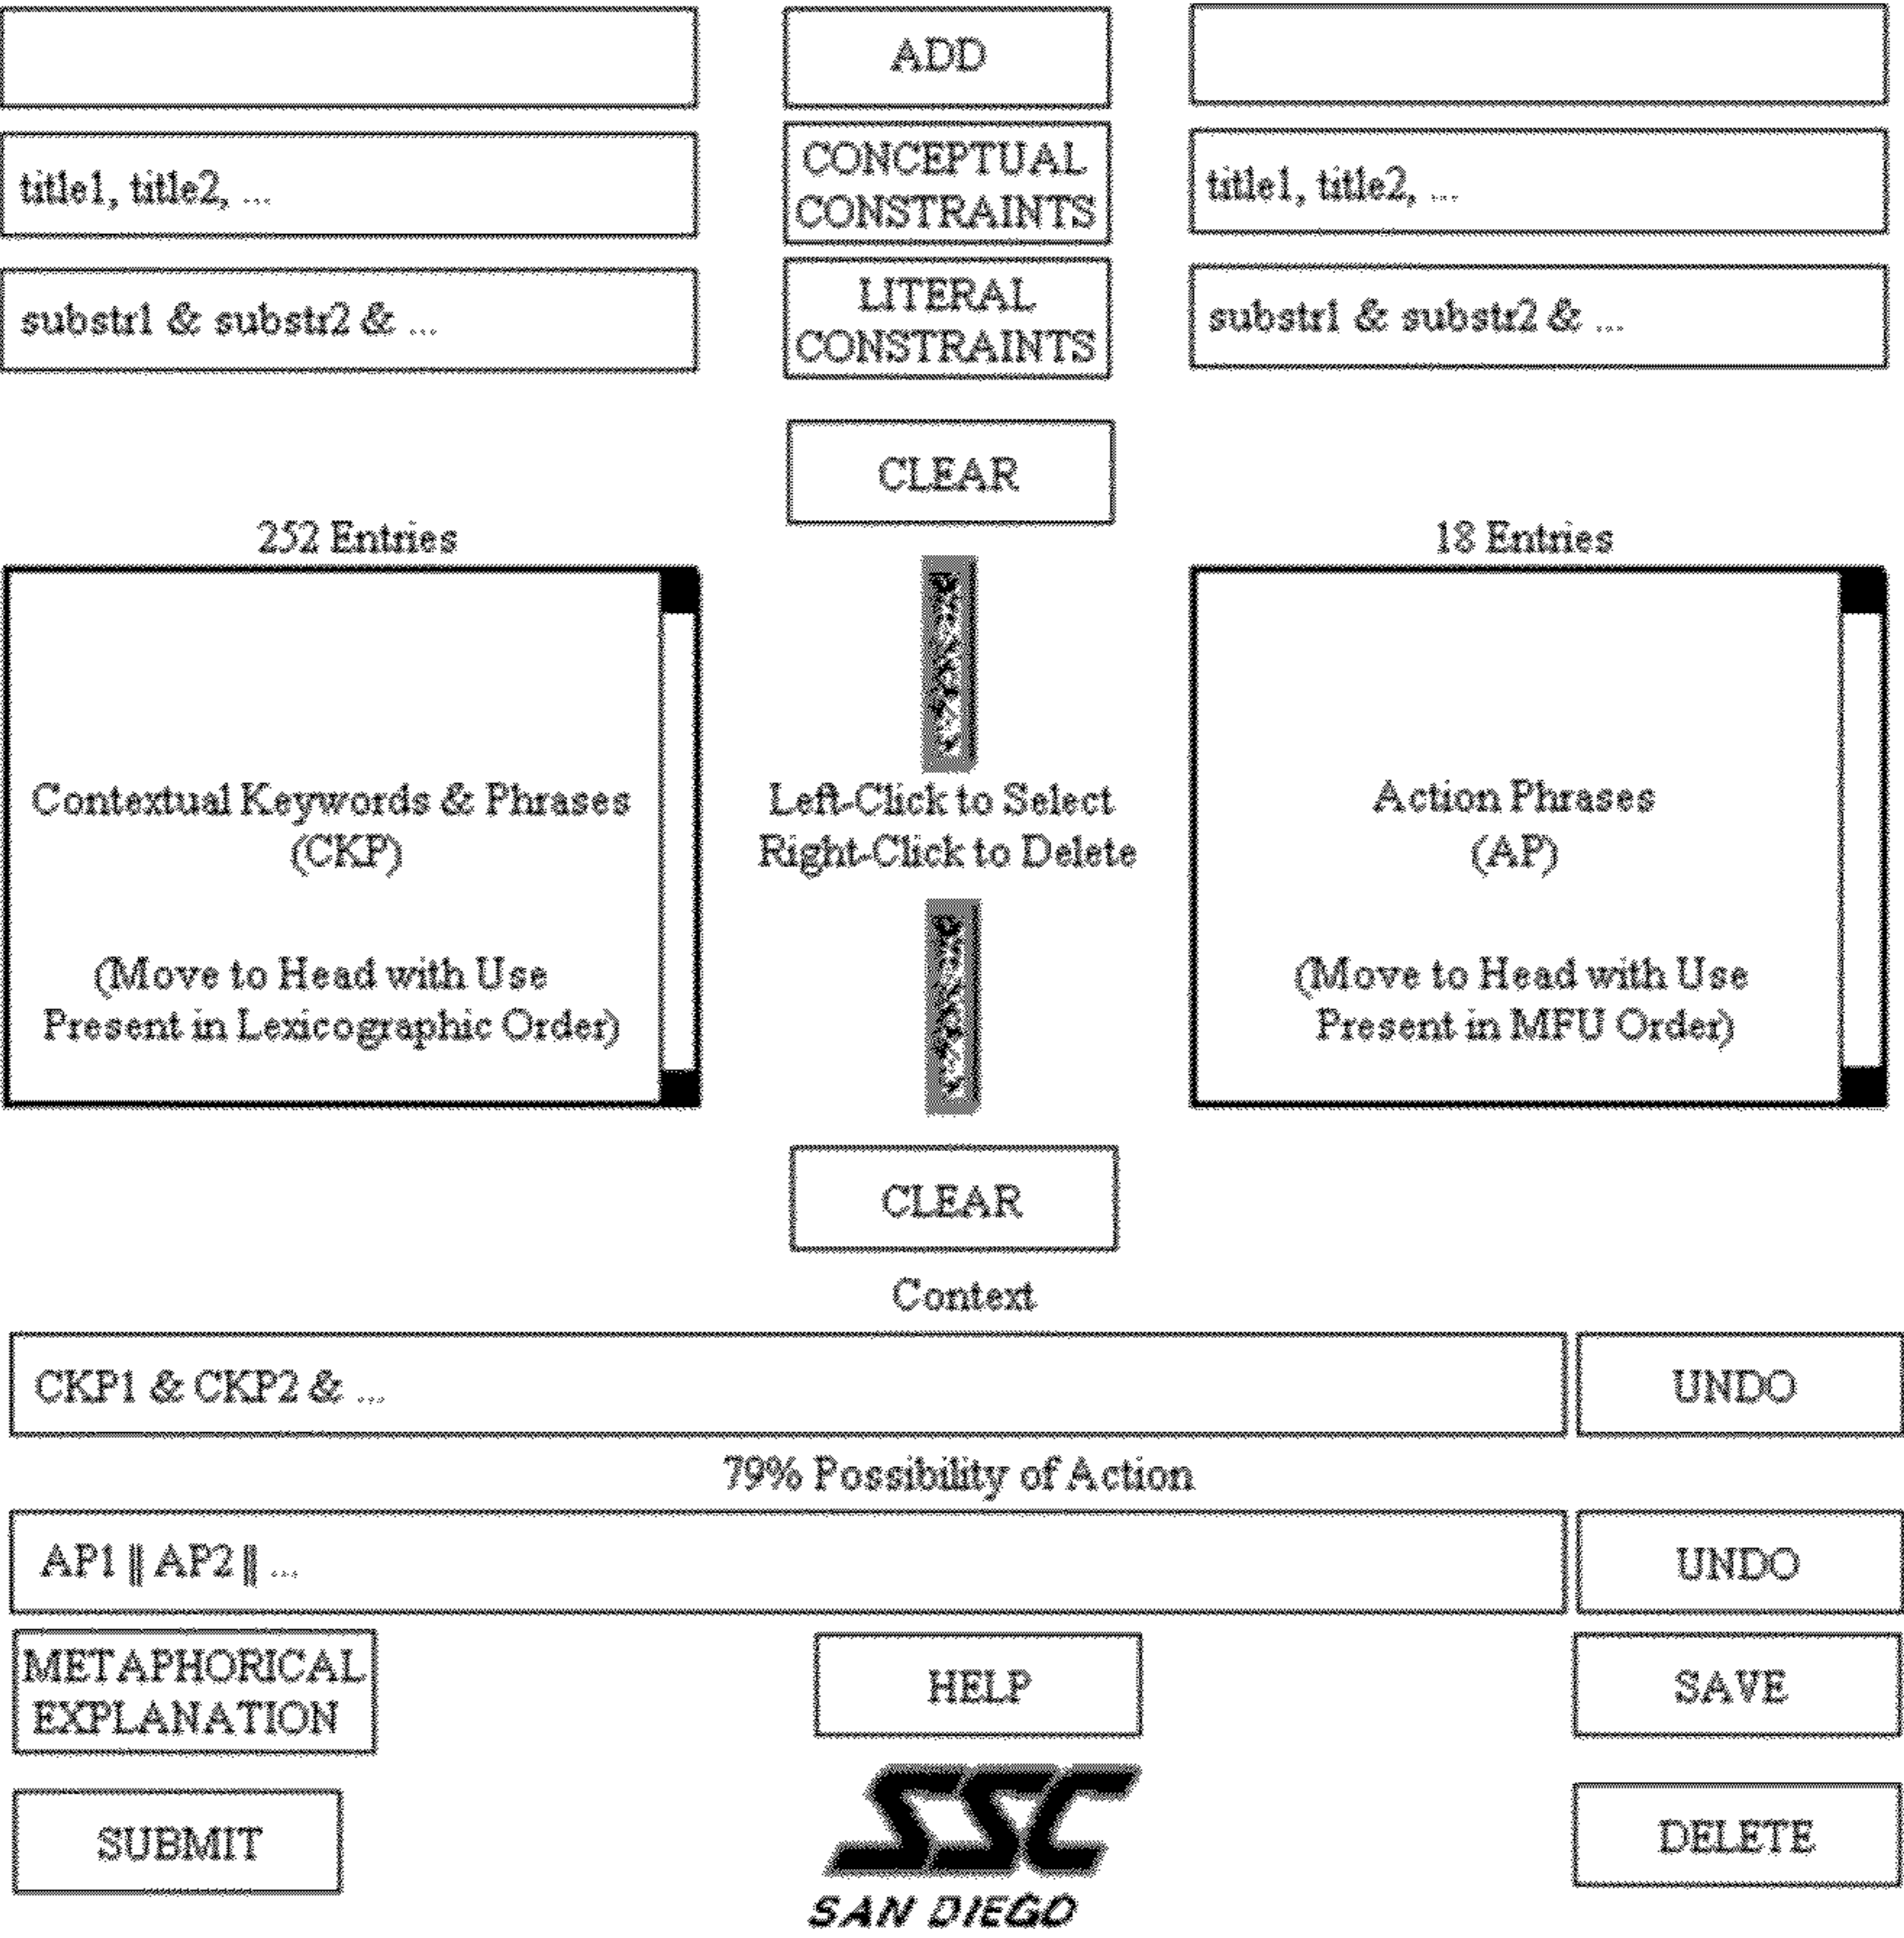 ADD
title1, title2, ...
CONCEPTUAL
CONSTRAINTS
title1, title2, ...
substr1 & substr2 & ...
LITERAL
CONSTRAINTS
substr1 & substr2 & ...
CLEAR
252 Entries
18 Entries
Contextual Keywords & Phrases
(CKP)
(Move to Head with Use
Present in Lexicographic Order)
Left-Click to Select
Right-Click to Delete
Action Phrases
(AP)
(Move to Head with Use
Present in MFU Order)
CLEAR
Context
CKP1 & CKP2 & ...
UNDO
79% Possibility of Action
AP1 || AP2 || ...
UNDO
METAPHORICAL
EXPLANATION
HELP
SAVE
SUBMIT
SSC
SAN DIEGO
DELETE